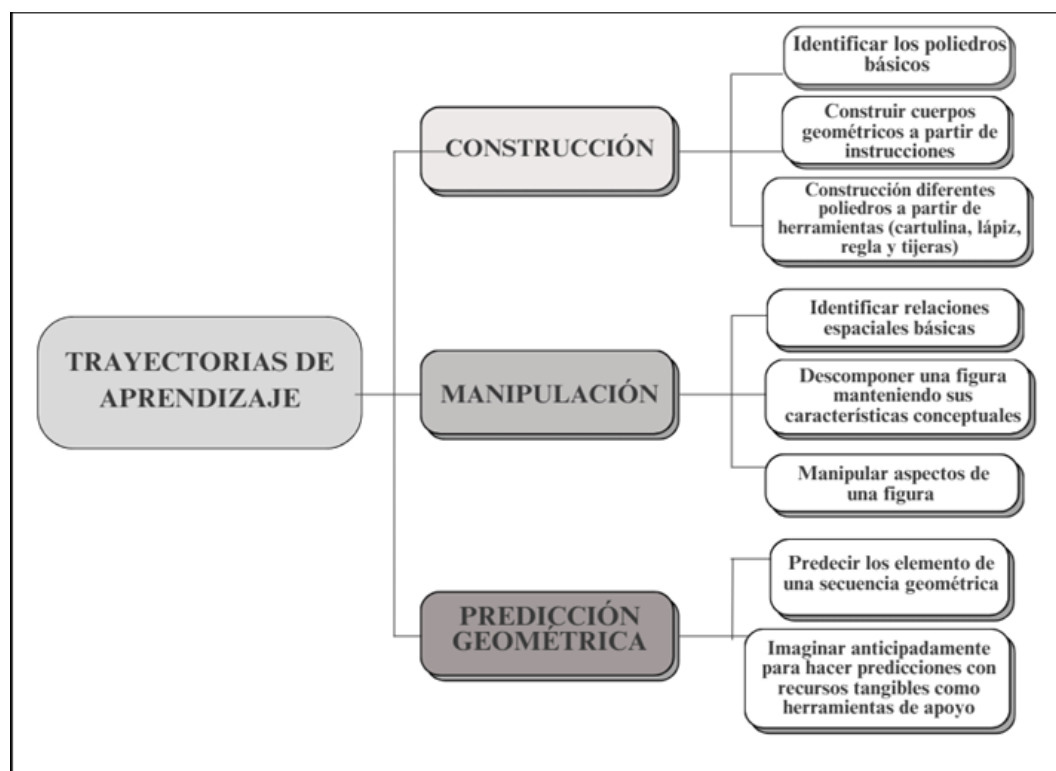 TRAYECTORIAS DE
APRENDIZAJE
CONSTRUCCIÓN
Identificar los poliedros
básicos
Construir cuerpos
geométricos a partir de
instrucciones
Construcción diferentes
poliedros a partir de
herramientas (cartulina, lápiz,
regla y tijeras)
MANIPULACIÓN
Identificar relaciones
espaciales básicas
Descomponer una figura
manteniendo sus
características conceptuales
Manipular aspectos de
una figura
PREDICCIÓN
GEOMÉTRICA
Predecir los elemento de
una secuencia geométrica
Imaginar anticipadamente
para hacer predicciones con
recursos tangibles como
herramientas de apoyo